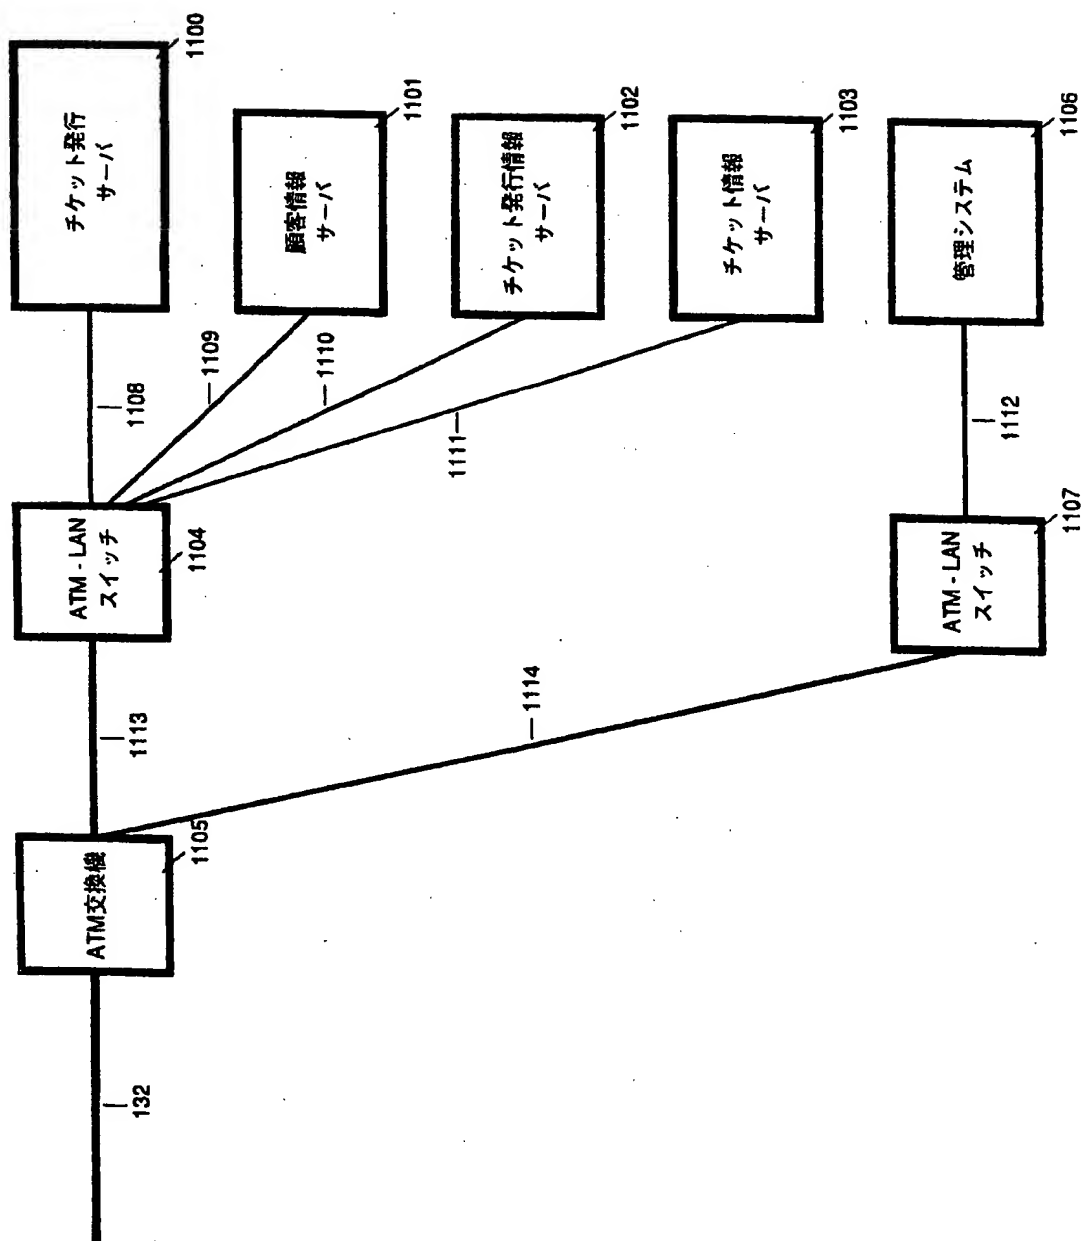 チケット発行
サーバ
1100
顧客情報
サーバ
1101
チケット発行情報
サーバ
1102
チケット情報
サーバ
1103
管理システム
1106
1108
1109
1110
1111
1112
ATM - LAN
スイッチ
1104
ATM - LAN
スイッチ
1107
1113
1114
ATM交換機
1105
132